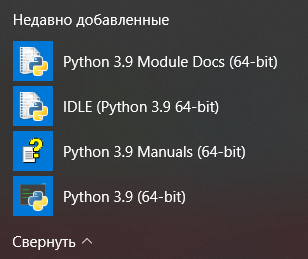 Недавно добавленные
Python 3.9 Module Docs (64-bit)
IDLE (Python 3.9 64-bit)
Python 3.9 Manuals (64-bit)
Python 3.9 (64-bit)
Свернуть